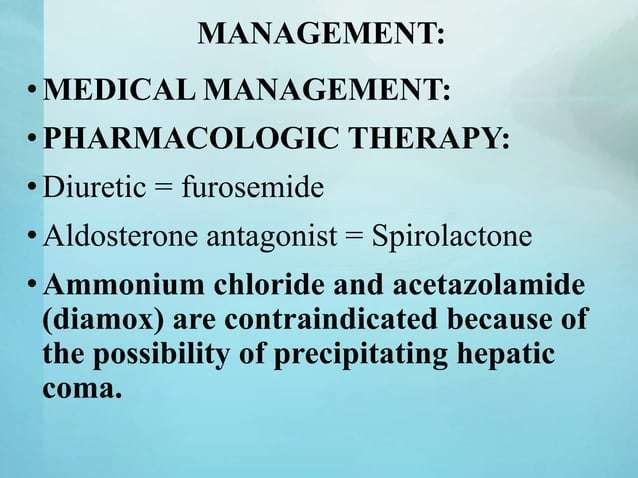 MANAGEMENT:
•MEDICAL MANAGEMENT:
•PHARMACOLOGIC THERAPY:
•Diuretic = furosemide
•Aldosterone antagonist = Spirolactone
•Ammonium chloride and acetazolamide
(diamox) are contraindicated because of
the possibility of precipitating hepatic
coma.